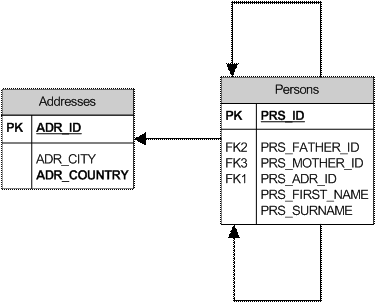 Addresses
PK ADR_ID
ADR_CITY
ADR_COUNTRY
Persons
PK PRS_ID
FK2 PRS_FATHER_ID
FK3 PRS_MOTHER_ID
FK1 PRS_ADR_ID
PRS_FIRST_NAME
PRS_SURNAME